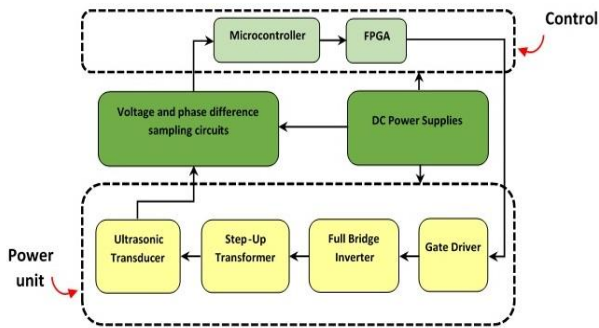 Control
Microcontroller
FPGA
Voltage and phase difference
sampling circuits
DC Power Supplies
Ultrasonic
Transducer
Step-Up
Transformer
Full Bridge
Inverter
Gate Driver
Power
unit